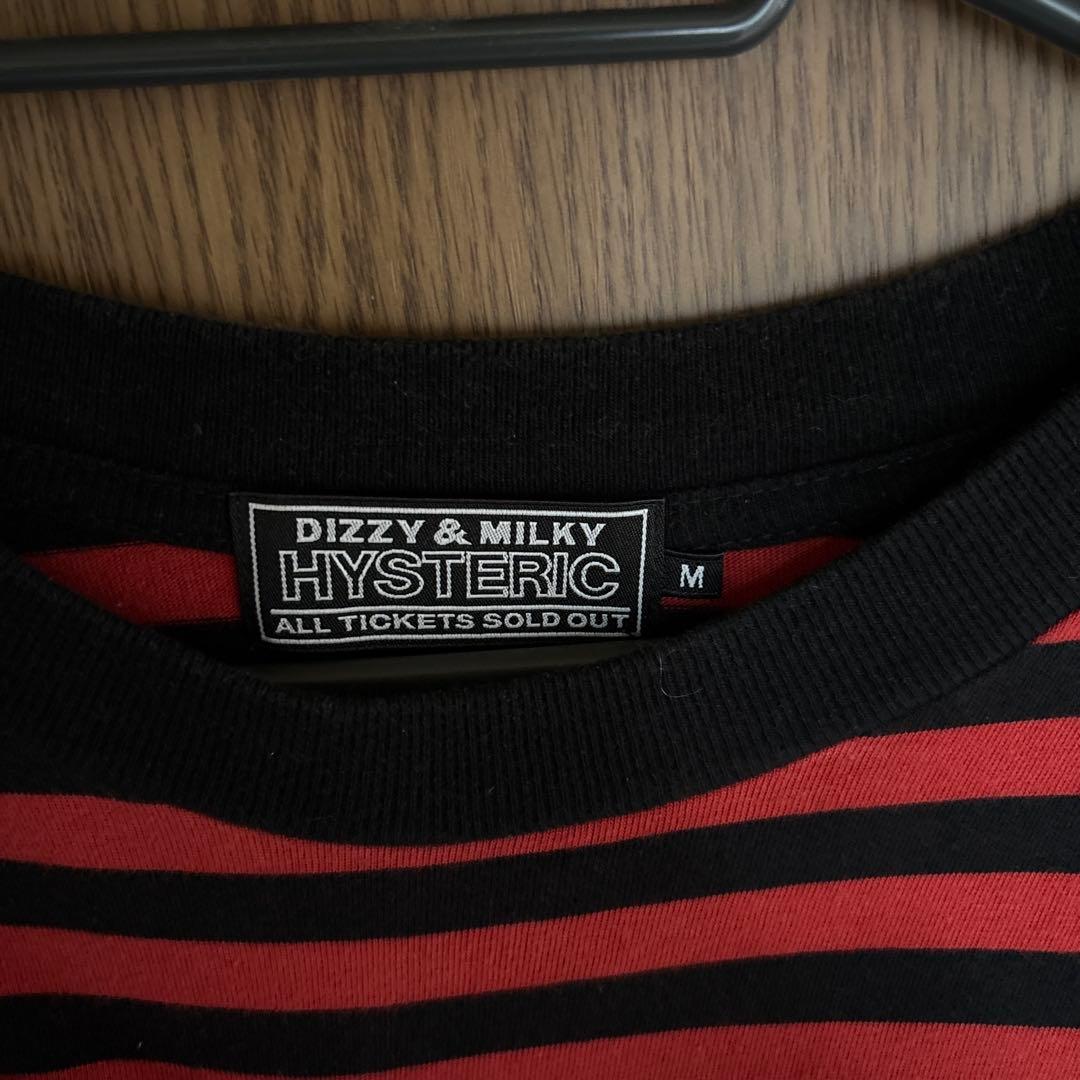 DIZZY & MILKY
HYSTERIC
ALL TICKETS SOLD OUT
M